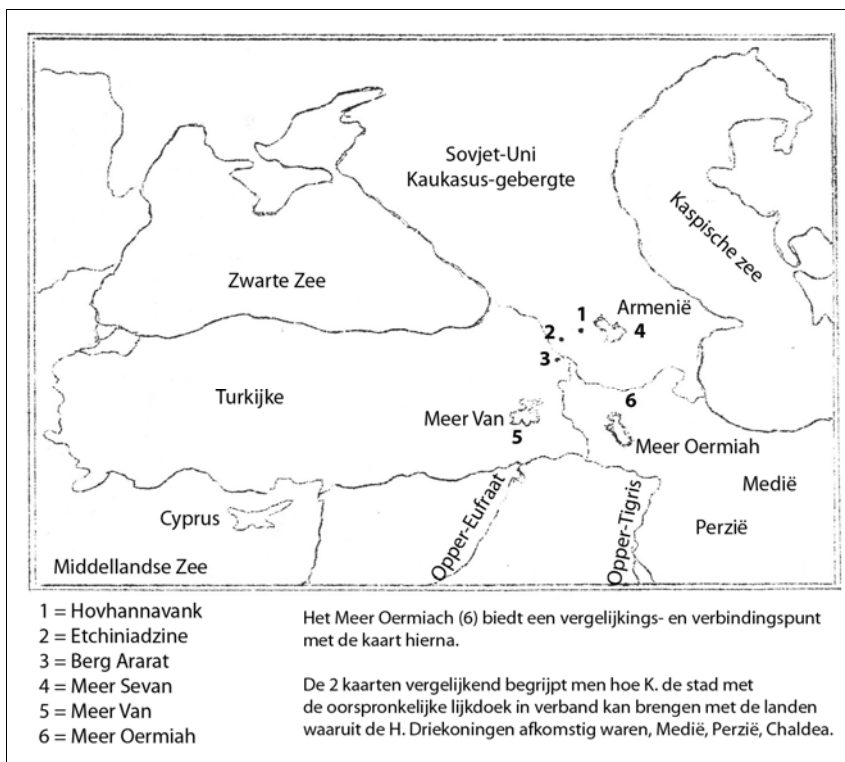 Sovjet-Uni
Kaukasus-gebergte
Kaspische zee
Zwarte Zee
1
Armenië
2
4
3
Turkijke
6
Meer Van
5
Meer Oermiah
Medië
Opper-Eufraat
Opper-Tigris
Cyprus
Perzië
Middellandse Zee
1 = Hovhannavank
2 = Etchiniadzine
3 = Berg Ararat
4 = Meer Sevan
5 = Meer Van
6 = Meer Oermiah
Het Meer Oermiach (6) biedt een vergelijkings- en verbindingspunt
met de kaart hierna.
De 2 kaarten vergelijkend begrijpt men hoe K. de stad met
de oorspronkelijke lijkdoek in verband kan brengen met de landen
waaruit de H. Driekoningen afkomstig waren, Medië, Perzië, Chaldea.